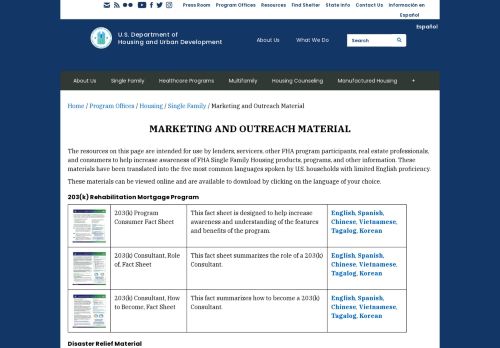 Press Room Program Offices Resources Find Shelter State Info Contact Us Información en Español
Español
U.S. Department of
Housing and Urban Development
About Us What We Do
Search
About Us Single Family Healthcare Programs Multifamily Housing Counseling Manufactured Housing +
Home / Program Offices / Housing / Single Family / Marketing and Outreach Material
MARKETING AND OUTREACH MATERIAL
The resources on this page are intended for use by lenders, servicers, other FHA program participants, real estate professionals,
and consumers to help increase awareness of FHA Single Family Housing products, programs, and other information. These
materials have been translated into the five most common languages spoken by U.S. households with limited English proficiency.
These materials can be viewed online and are available to download by clicking on the language of your choice.
203(k) Rehabilitation Mortgage Program
203(k) Program
Consumer Fact Sheet
This fact sheet is designed to help increase
awareness and understanding of the features
and benefits of the program.
English, Spanish,
Chinese, Vietnamese,
Tagalog, Korean
203(k) Consultant, Role
of, Fact Sheet
This fact sheet summarizes the role of a 203(k)
Consultant.
English, Spanish,
Chinese, Vietnamese,
Tagalog, Korean
203(k) Consultant, How
to Become, Fact Sheet
This fact summarizes how to become a 203(k)
Consultant.
English, Spanish,
Chinese, Vietnamese,
Tagalog, Korean
Disaster Relief Material